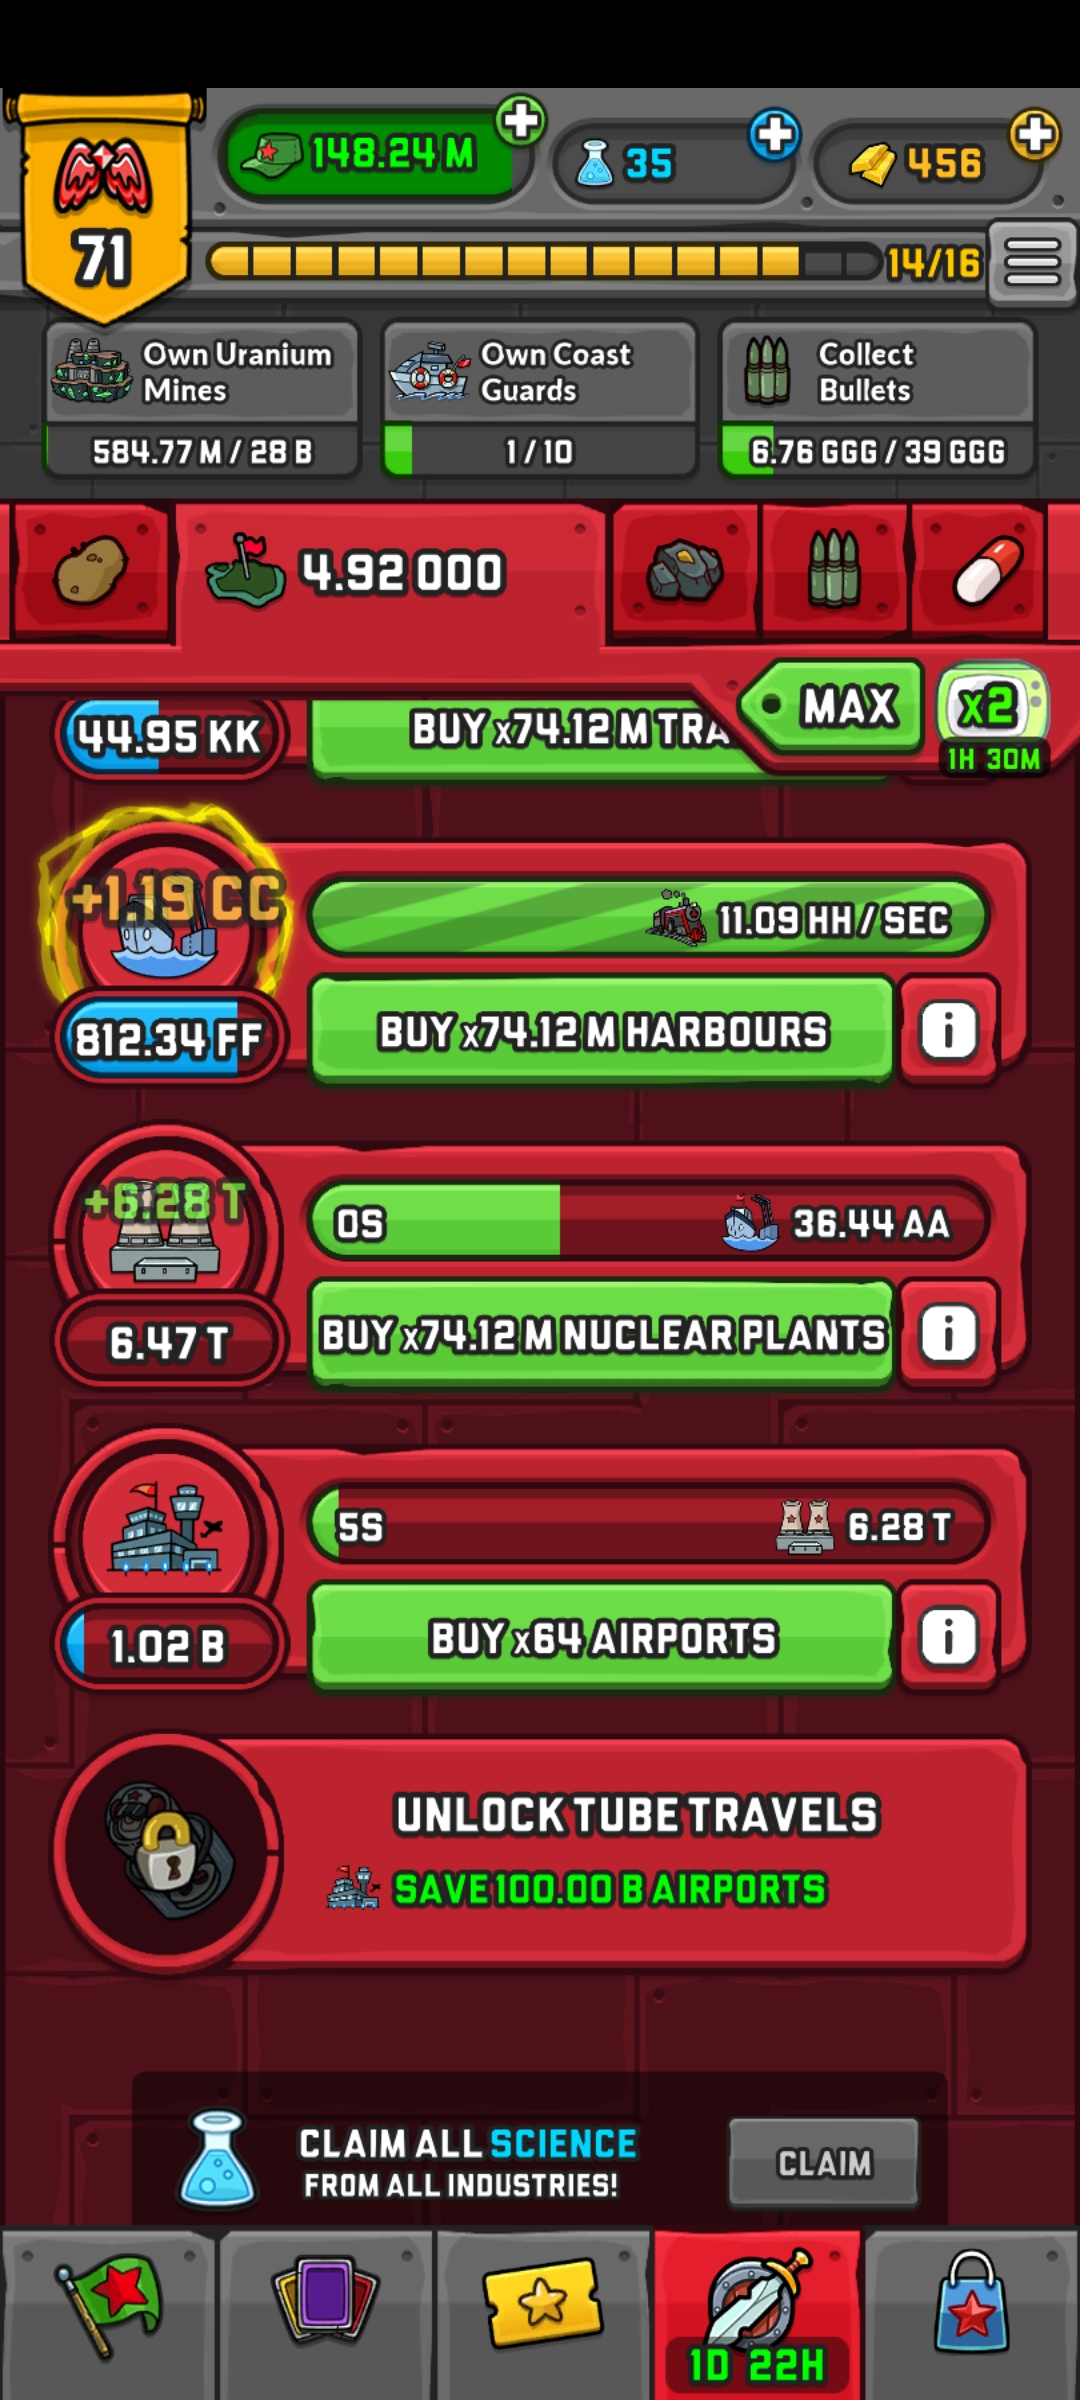 148.24 M
35
456
71
14/16
Own Uranium
Mines
584.77 M / 28 B
Own Coast
Guards
1 / 10
Collect
Bullets
6.76 GGG / 39 GGG
4.92 000
MAX
x2
1H 30M
44.95 KK
BUY x74.12 M TRA
+1.19 CC
11.09 HH / SEC
812.34 FF
BUY x74.12 M HARBOURS
i
+6.28 T
0S
36.44 AA
6.47 T
BUY x74.12 M NUCLEAR PLANTS
i
5S
6.28 T
1.02 B
BUY x64 AIRPORTS
i
UNLOCK TUBE TRAVELS
SAVE 100.00 B AIRPORTS
CLAIM ALL SCIENCE
FROM ALL INDUSTRIES!
CLAIM
1D 22H